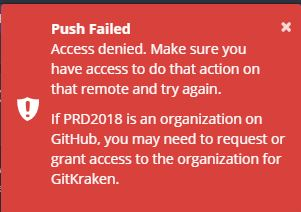 Push Failed
Access denied. Make sure you
have access to do that action on
that remote and try again.
If PRD2018 is an organization on
GitHub, you may need to request or
grant access to the organization for
GitKraken.